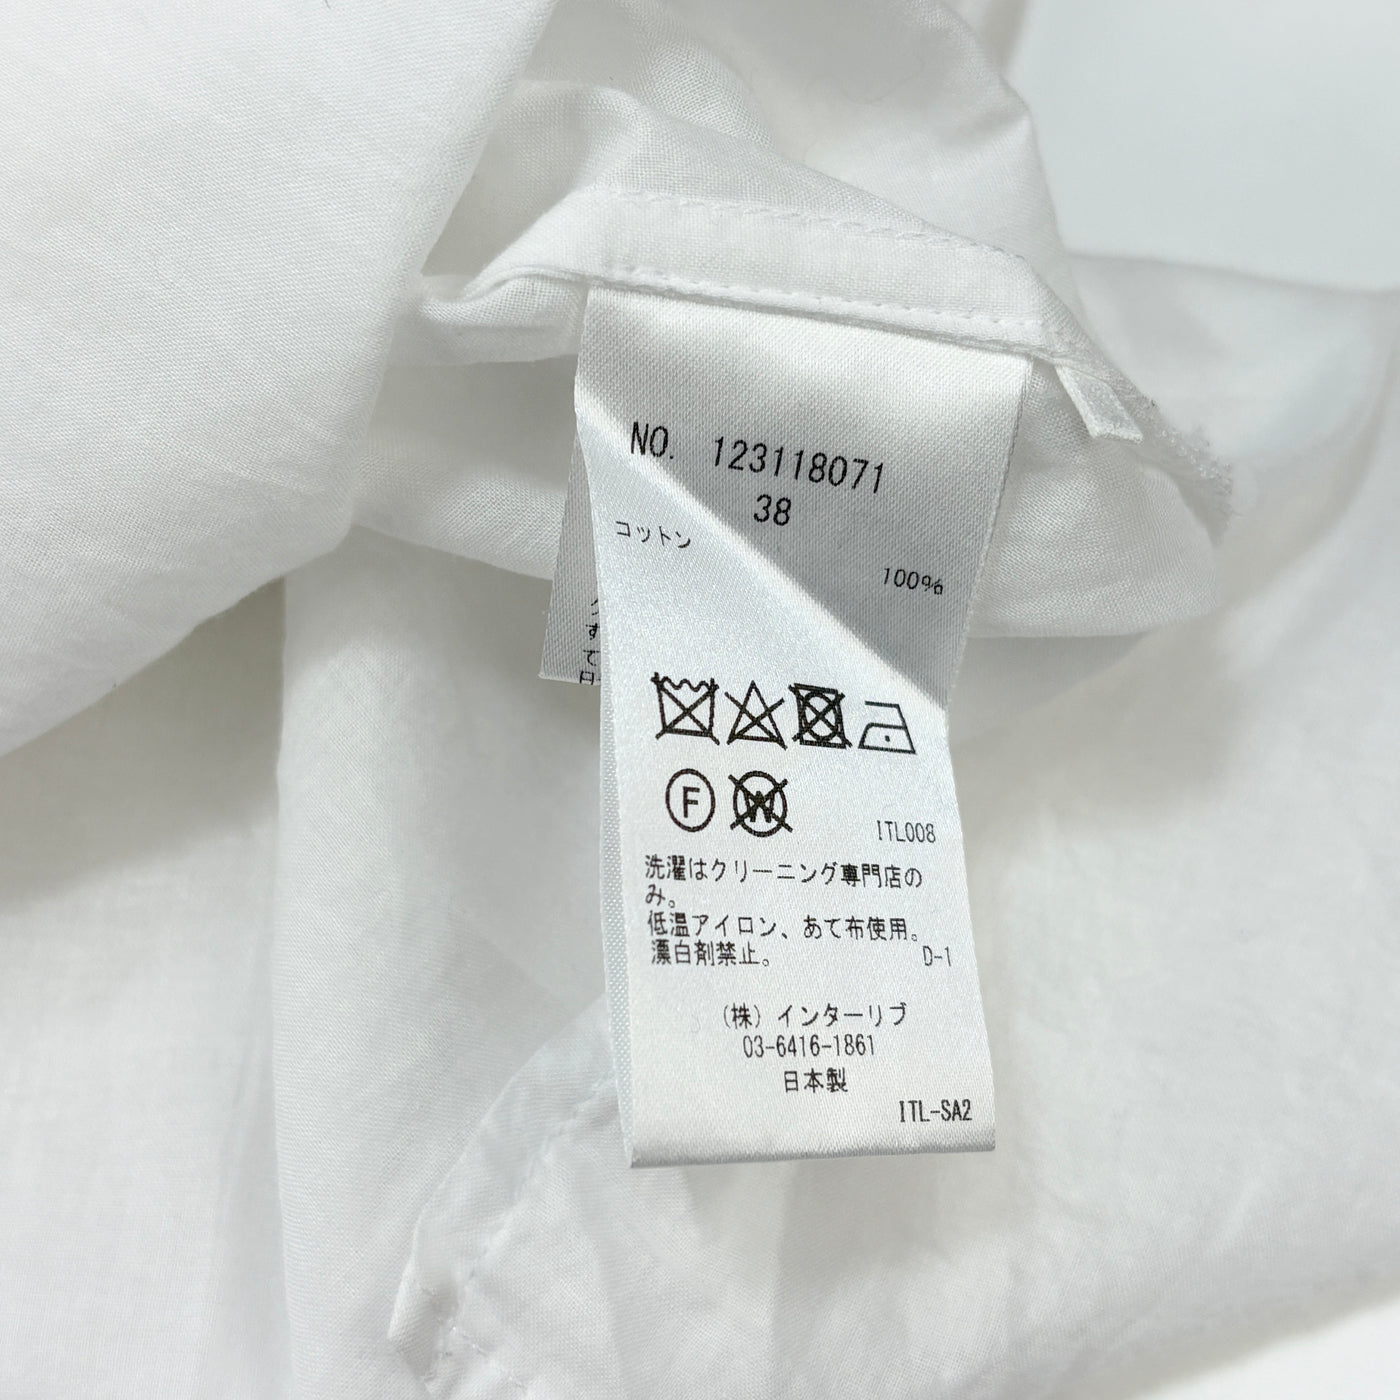 NO. 123118071
38
コットン
100%
F W
ITL008
洗濯はクリーニング専門店の
み。
低温アイロン、あて布使用。
漂白剤禁止。 D-1
(株)インターリブ
03-6416-1861
日本製
ITL-SA2